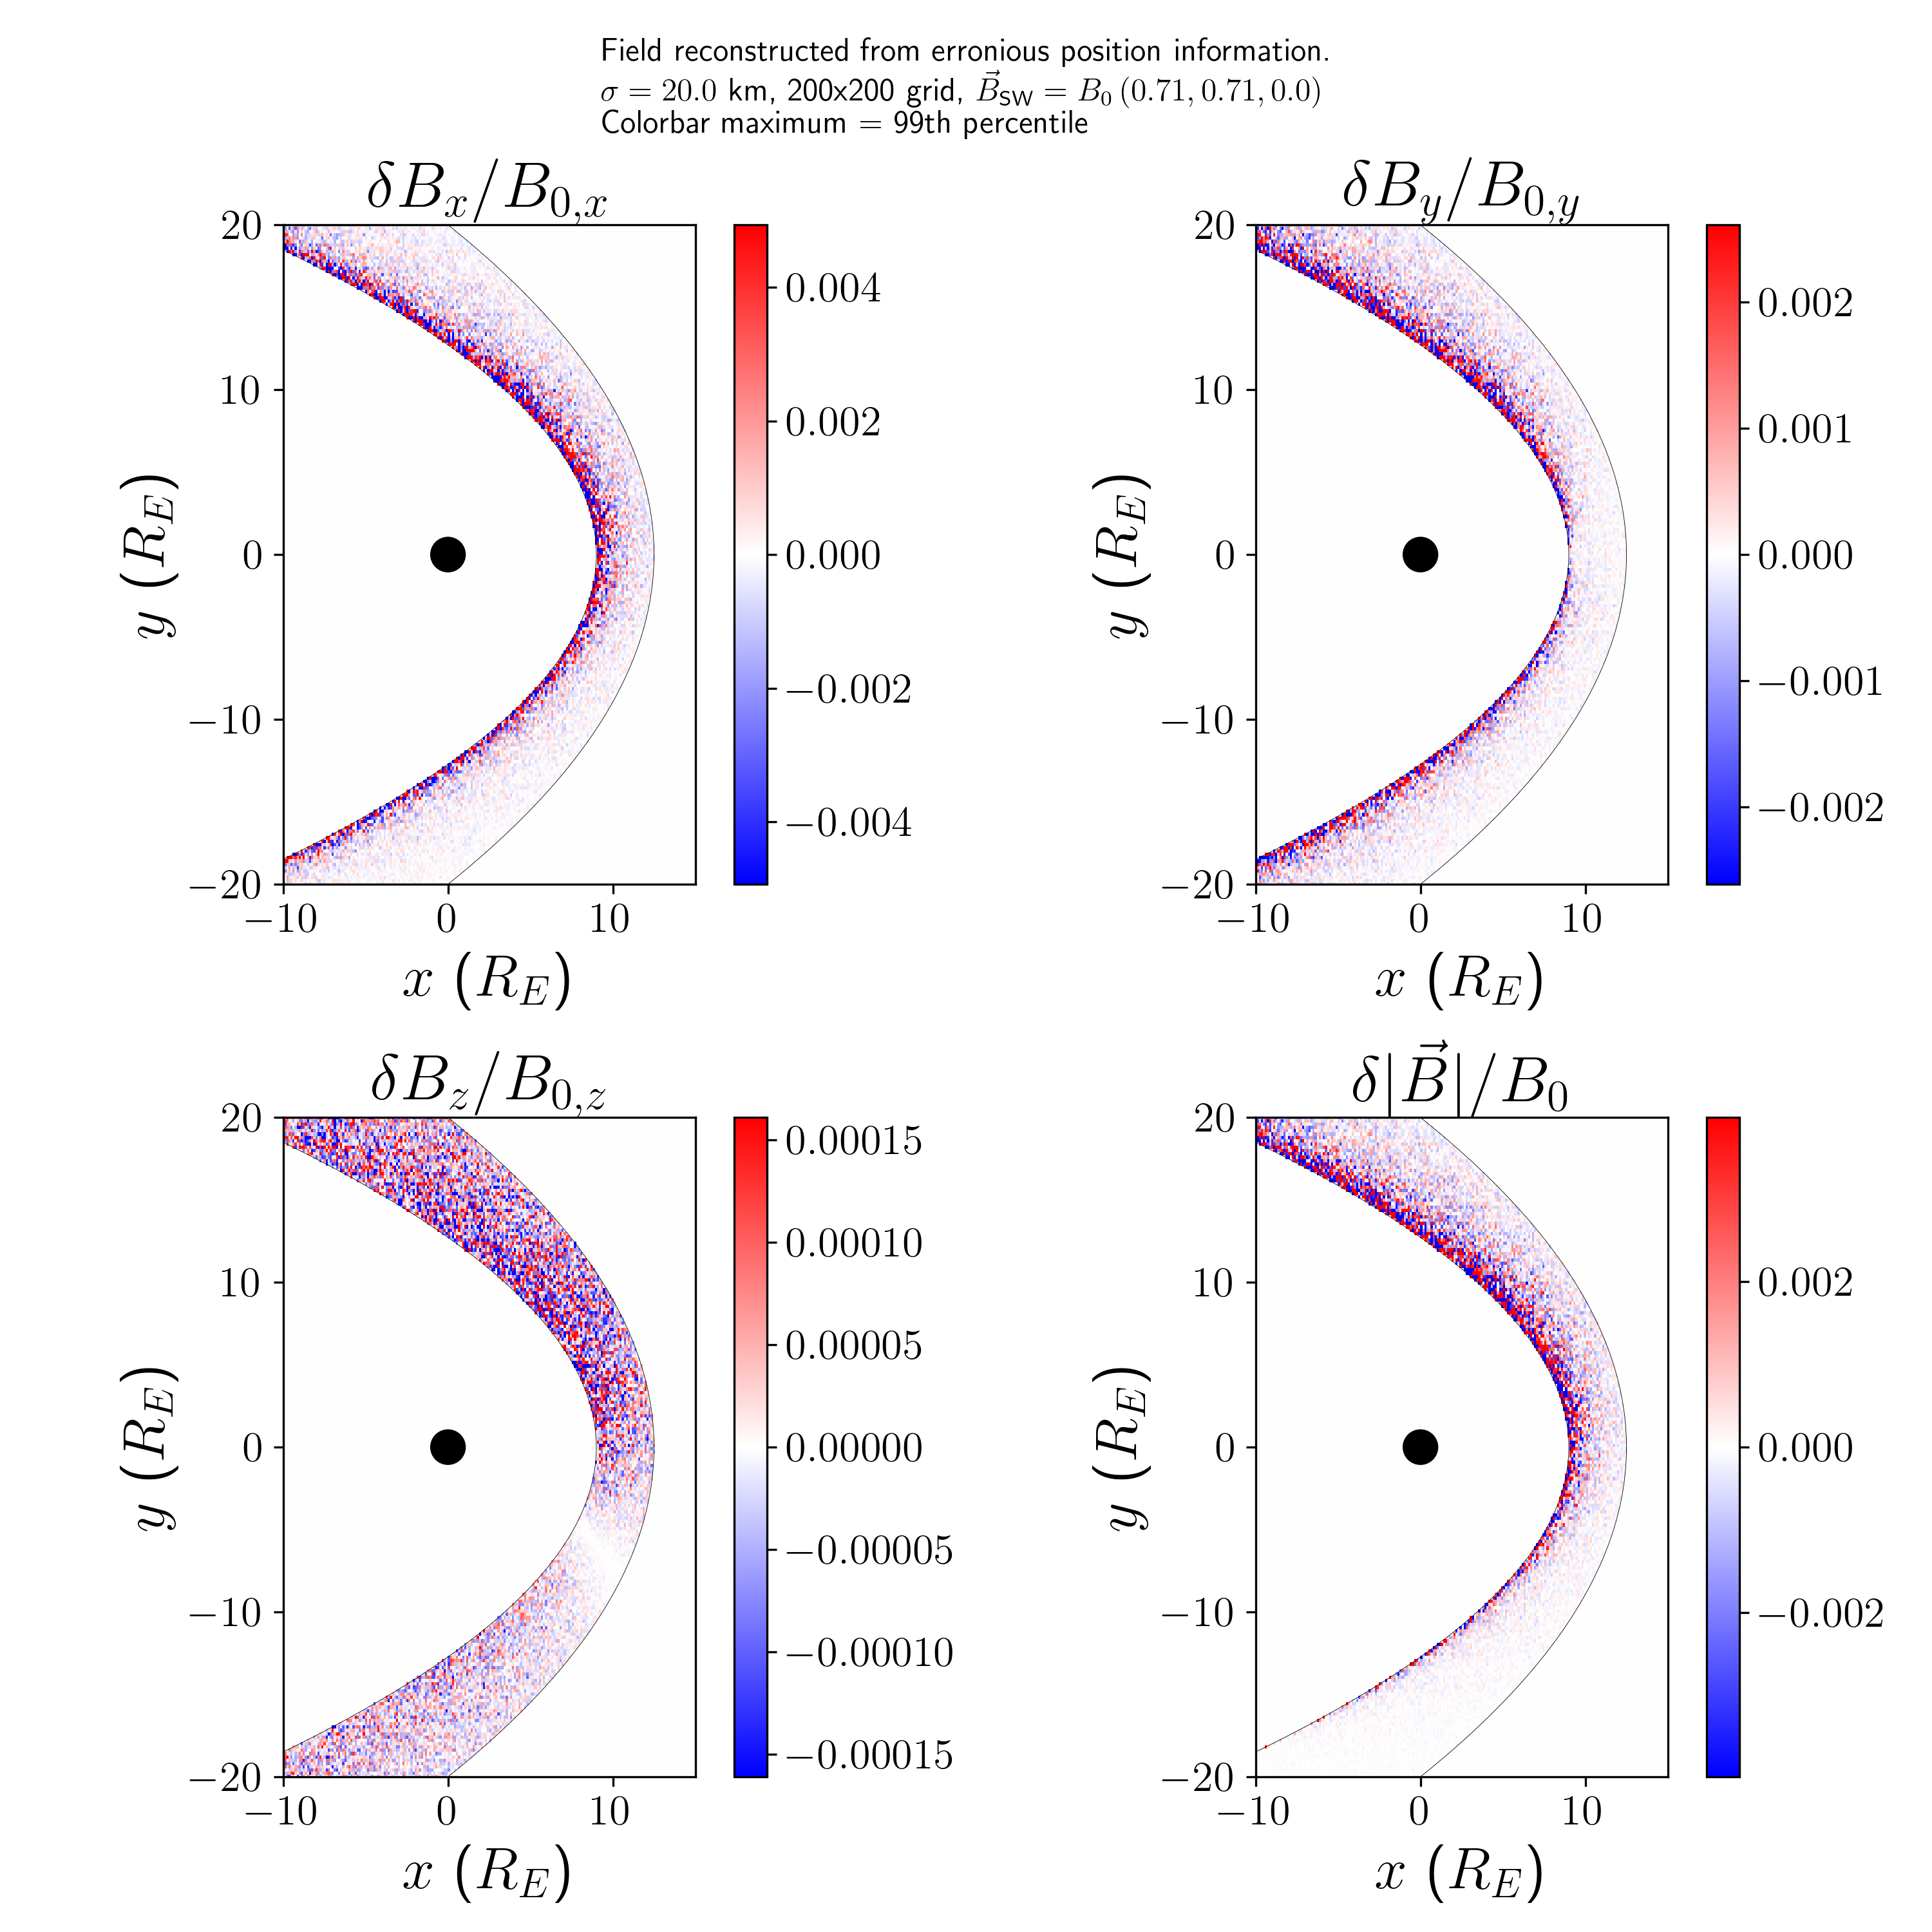 Field reconstructed from erronious position information.
σ = 20.0 km, 200x200 grid, B⃗_SW = B₀ (0.71, 0.71, 0.0)
Colorbar maximum = 99th percentile
δB_x/B_{0,x}
20
10
0
−10
−20
y (R_E)
−10 0 10
x (R_E)
0.004
0.002
0.000
−0.002
−0.004
δB_y/B_{0,y}
20
10
0
−10
−20
y (R_E)
−10 0 10
x (R_E)
0.002
0.001
0.000
−0.001
−0.002
δB_z/B_{0,z}
20
10
0
−10
−20
y (R_E)
−10 0 10
x (R_E)
0.00015
0.00010
0.00005
0.00000
−0.00005
−0.00010
−0.00015
δ|B⃗|/B₀
20
10
0
−10
−20
y (R_E)
−10 0 10
x (R_E)
0.002
0.000
−0.002